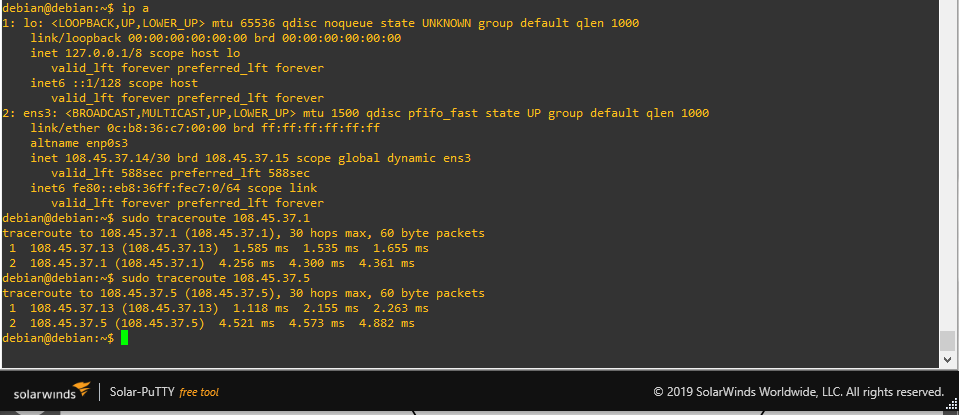 debian@debian:~$ ip a
1: lo: <LOOPBACK,UP,LOWER_UP> mtu 65536 qdisc noqueue state UNKNOWN group default qlen 1000
    link/loopback 00:00:00:00:00:00 brd 00:00:00:00:00:00
    inet 127.0.0.1/8 scope host lo
       valid_lft forever preferred_lft forever
    inet6 ::1/128 scope host
       valid_lft forever preferred_lft forever
2: ens3: <BROADCAST,MULTICAST,UP,LOWER_UP> mtu 1500 qdisc pfifo_fast state UP group default qlen 1000
    link/ether 0c:b8:36:c7:00:00 brd ff:ff:ff:ff:ff:ff
    altname enp0s3
    inet 108.45.37.14/30 brd 108.45.37.15 scope global dynamic ens3
       valid_lft 588sec preferred_lft 588sec
    inet6 fe80::eb8:36ff:fec7:0/64 scope link
       valid_lft forever preferred_lft forever
debian@debian:~$ sudo traceroute 108.45.37.1
traceroute to 108.45.37.1 (108.45.37.1), 30 hops max, 60 byte packets
 1  108.45.37.13 (108.45.37.13)  1.585 ms  1.535 ms  1.655 ms
 2  108.45.37.1 (108.45.37.1)  4.256 ms  4.300 ms  4.361 ms
debian@debian:~$ sudo traceroute 108.45.37.5
traceroute to 108.45.37.5 (108.45.37.5), 30 hops max, 60 byte packets
 1  108.45.37.13 (108.45.37.13)  1.118 ms  2.155 ms  2.263 ms
 2  108.45.37.5 (108.45.37.5)  4.521 ms  4.573 ms  4.882 ms
debian@debian:~$
solarwinds | Solar-PuTTY free tool © 2019 SolarWinds Worldwide, LLC. All rights reserved.